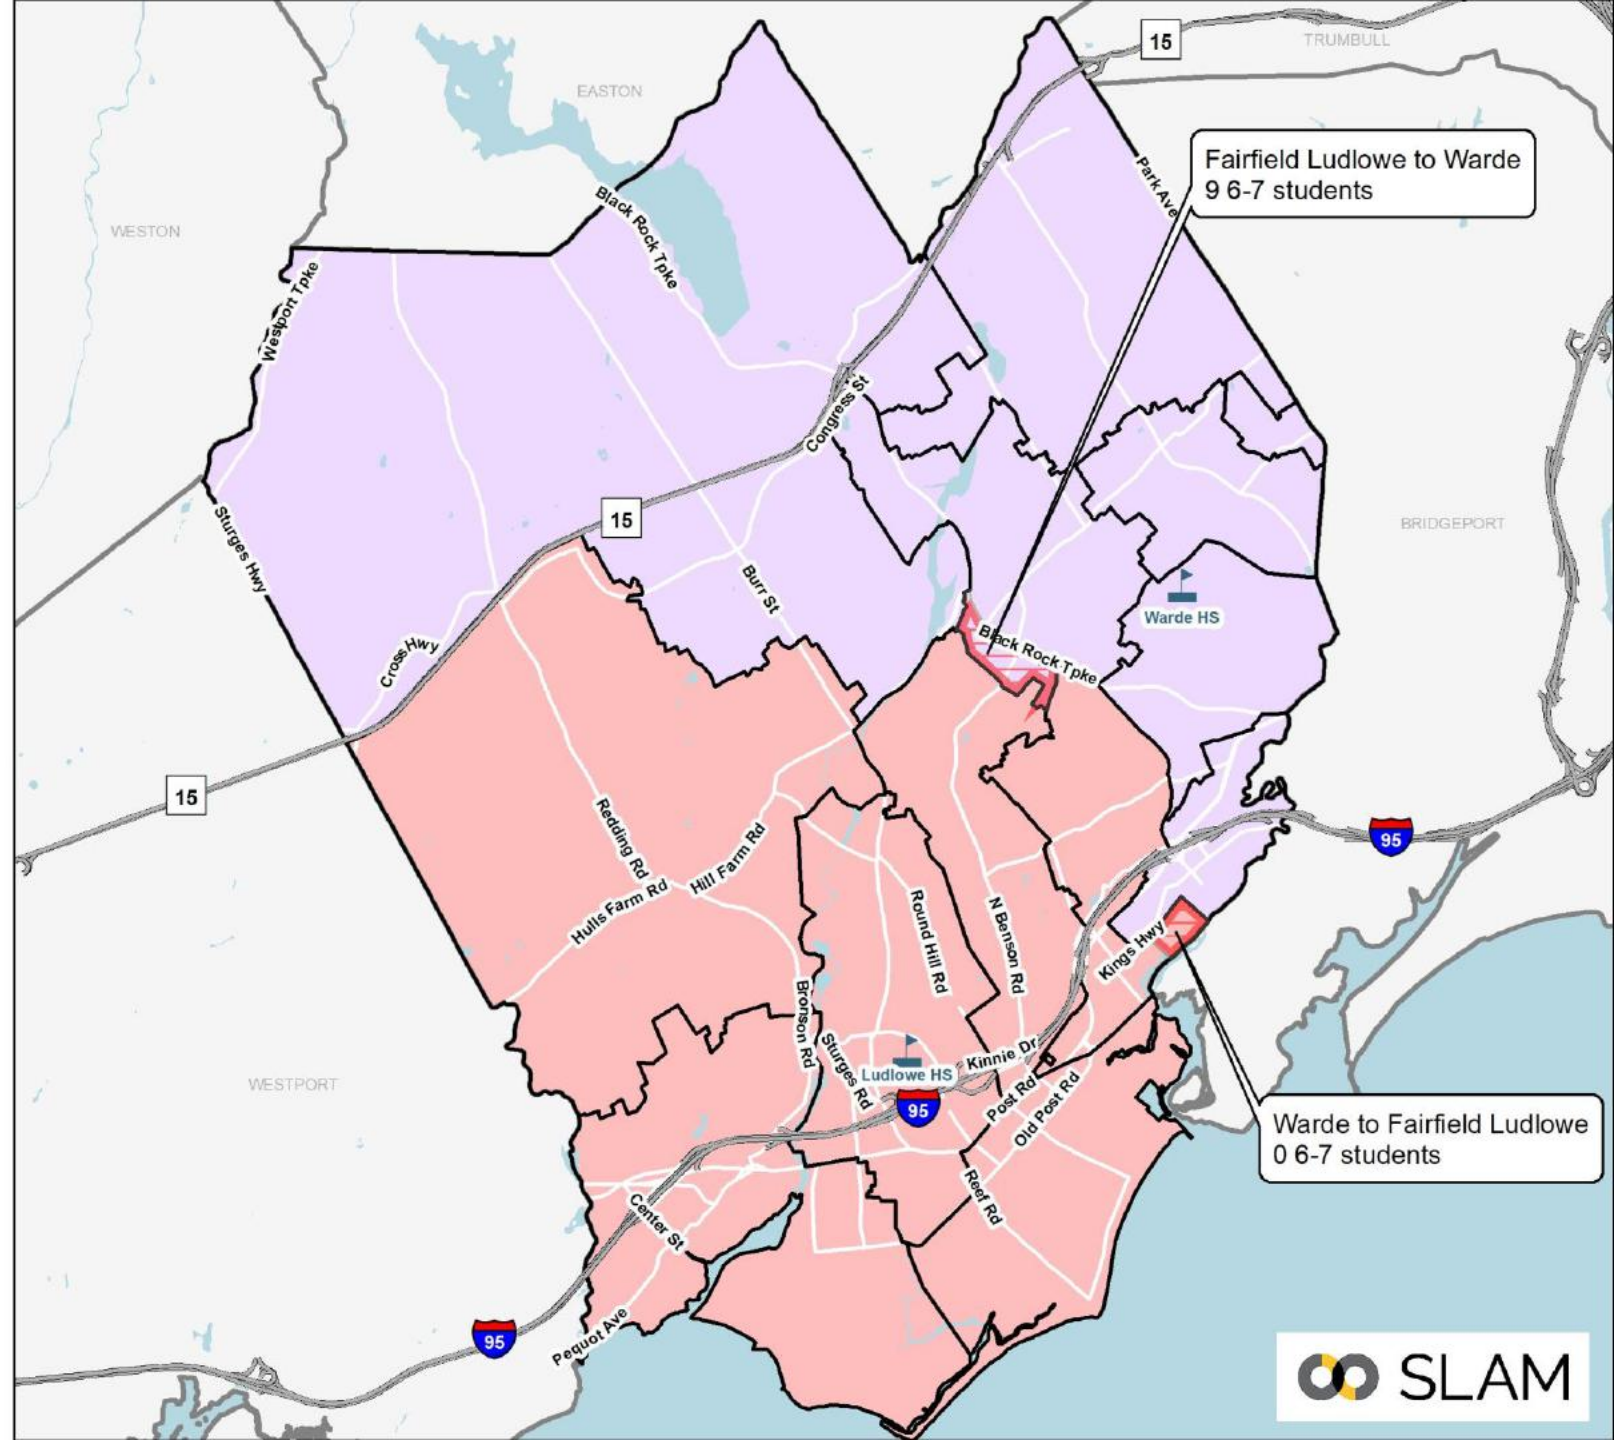 15
TRUMBULL
EASTON
Fairfield Ludlowe to Warde
9 6-7 students
Park Ave
Black Rock Tpke
WESTON
Westport Tpke
Congress St
15
Sturges Hwy
BRIDGEPORT
Burr St
Warde HS
Black Rock Tpke
Cross Hwy
15
Redding Rd
Hill Farm Rd
Hulls Farm Rd
95
Round Hill Rd
N Benson Rd
Kings Hwy
Bronson Rd
Sturges Rd
Kinnie Dr
Ludlowe HS
WESTPORT
95
Post Rd
Old Post Rd
Warde to Fairfield Ludlowe
0 6-7 students
Reef Rd
Center St
95
Pequot Ave
SLAM